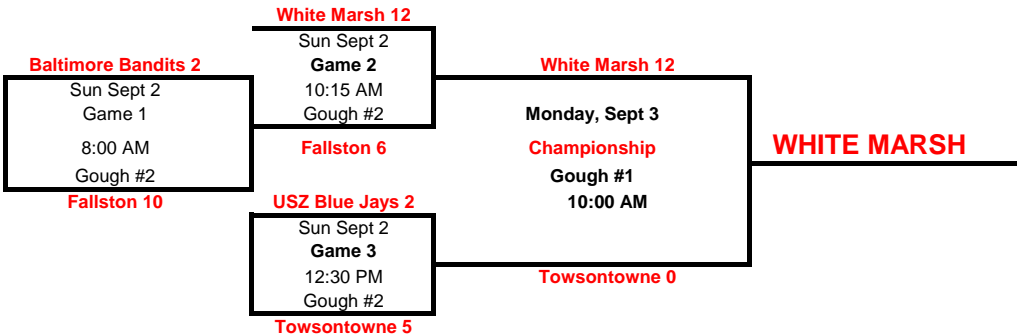 White Marsh 12
Sun Sept 2
Game 2
10:15 AM
Gough #2
Fallston 6
Baltimore Bandits 2
Sun Sept 2
Game 1
8:00 AM
Gough #2
Fallston 10
USZ Blue Jays 2
Sun Sept 2
Game 3
12:30 PM
Gough #2
Towsontowne 5
White Marsh 12
Monday, Sept 3
Championship
Gough #1
10:00 AM
Towsontowne 0
WHITE MARSH